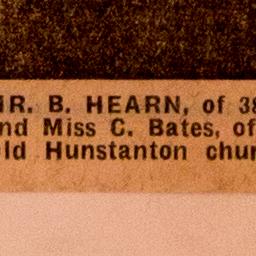 MR. B. HEARN, of 38
and Miss C. Bates, of
Old Hunstanton chur